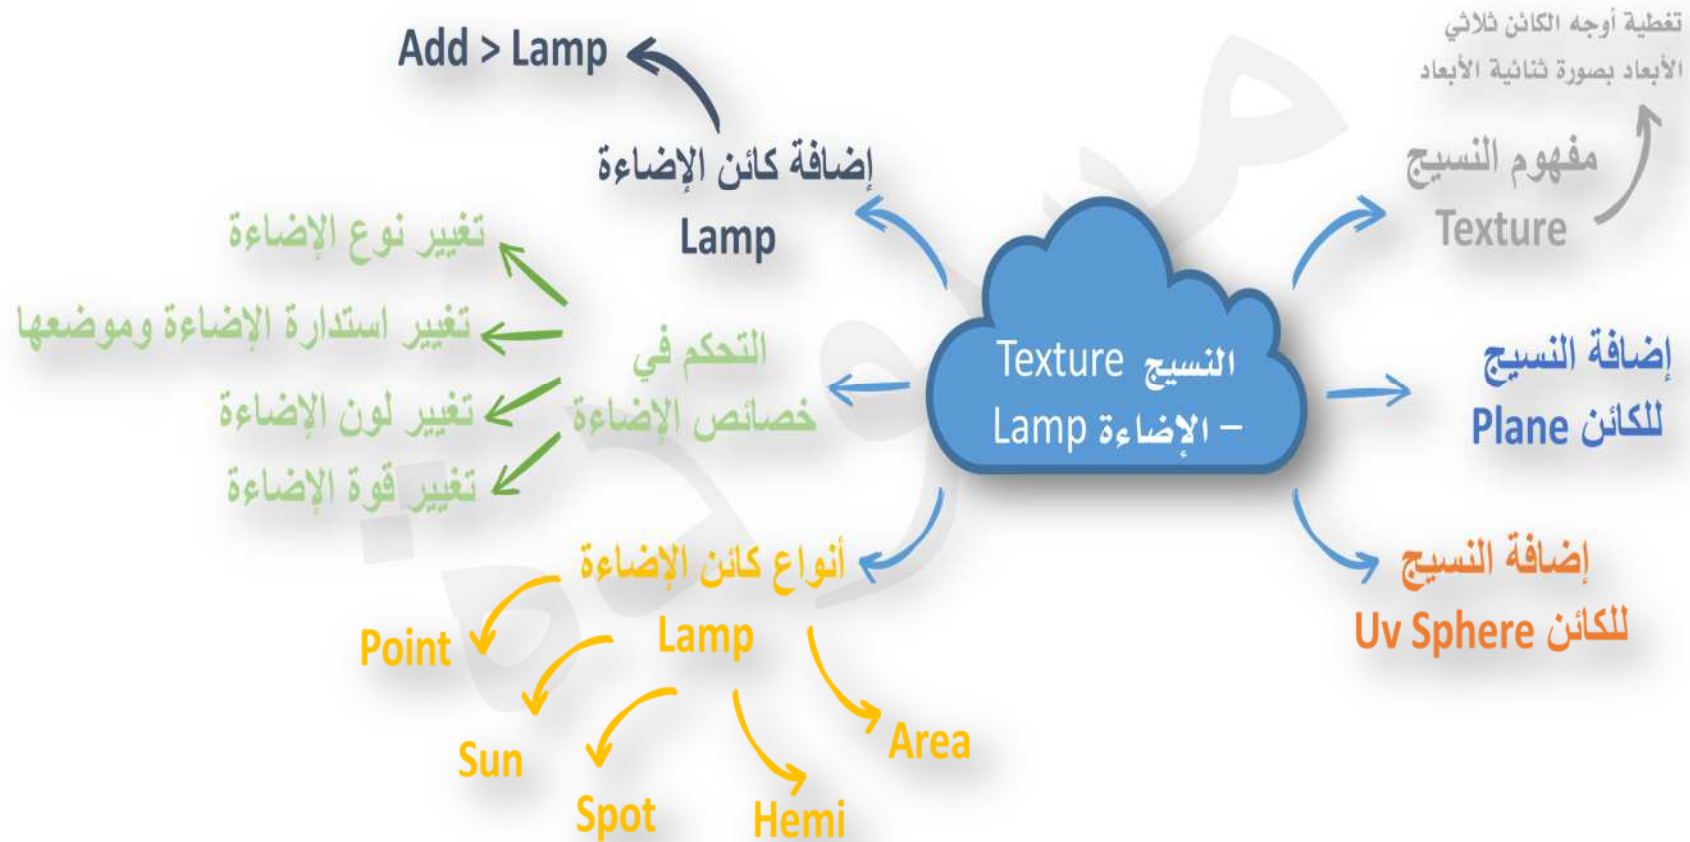 تغطية أوجه الكائن ثلاثي
الأبعاد بصورة ثنائية الأبعاد
مفهوم النسيج
Texture
إضافة النسيج
للكائن Plane
إضافة النسيج
للكائن Uv Sphere
النسيج Texture
– الإضاءة Lamp
Add > Lamp
إضافة كائن الإضاءة
Lamp
التحكم في
خصائص الإضاءة
تغيير نوع الإضاءة
تغيير استدارة الإضاءة وموضعها
تغيير لون الإضاءة
تغيير قوة الإضاءة
أنواع كائن الإضاءة
Lamp
Point
Sun
Spot
Hemi
Area